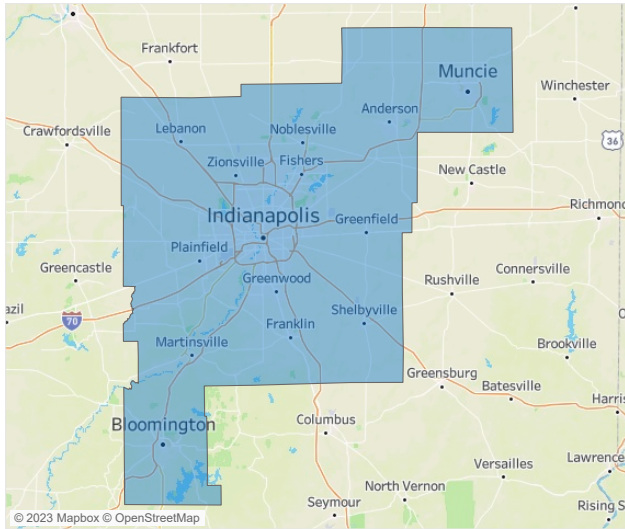 Frankfort
Muncie
Winchester
Anderson
Crawfordsville
Lebanon
Noblesville
36
Zionsville
Fishers
New Castle
Indianapolis
Richmond
Greenfield
Plainfield
Greencastle
Connersville
Greenwood
Rushville
azil
70
Shelbyville
Franklin
Martinsville
Brookville
Greensburg
Batesville
Harris
Bloomington
Columbus
Lawrence
Versailles
Rising S
North Vernon
Seymour
© 2023 Mapbox © OpenStreetMap